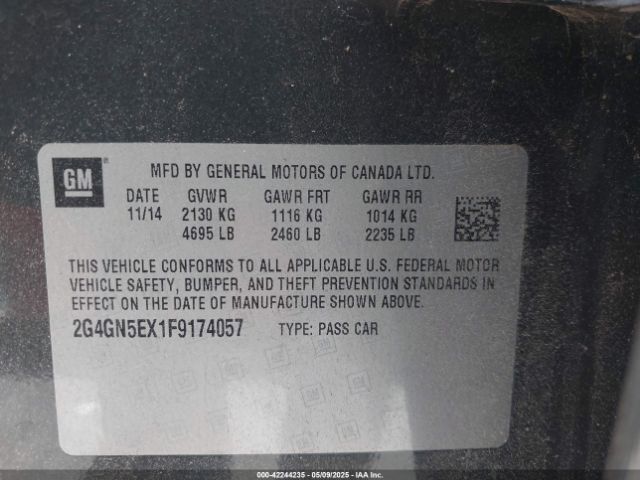 GM®
MFD BY GENERAL MOTORS OF CANADA LTD.
DATE GVWR GAWR FRT GAWR RR
11/14 2130 KG 1116 KG 1014 KG
4695 LB 2460 LB 2235 LB
THIS VEHICLE CONFORMS TO ALL APPLICABLE U.S. FEDERAL MOTOR
VEHICLE SAFETY, BUMPER, AND THEFT PREVENTION STANDARDS IN
EFFECT ON THE DATE OF MANUFACTURE SHOWN ABOVE.
2G4GN5EX1F9174057 TYPE: PASS CAR
000-42244235 - 05/09/2025 - IAA Inc.